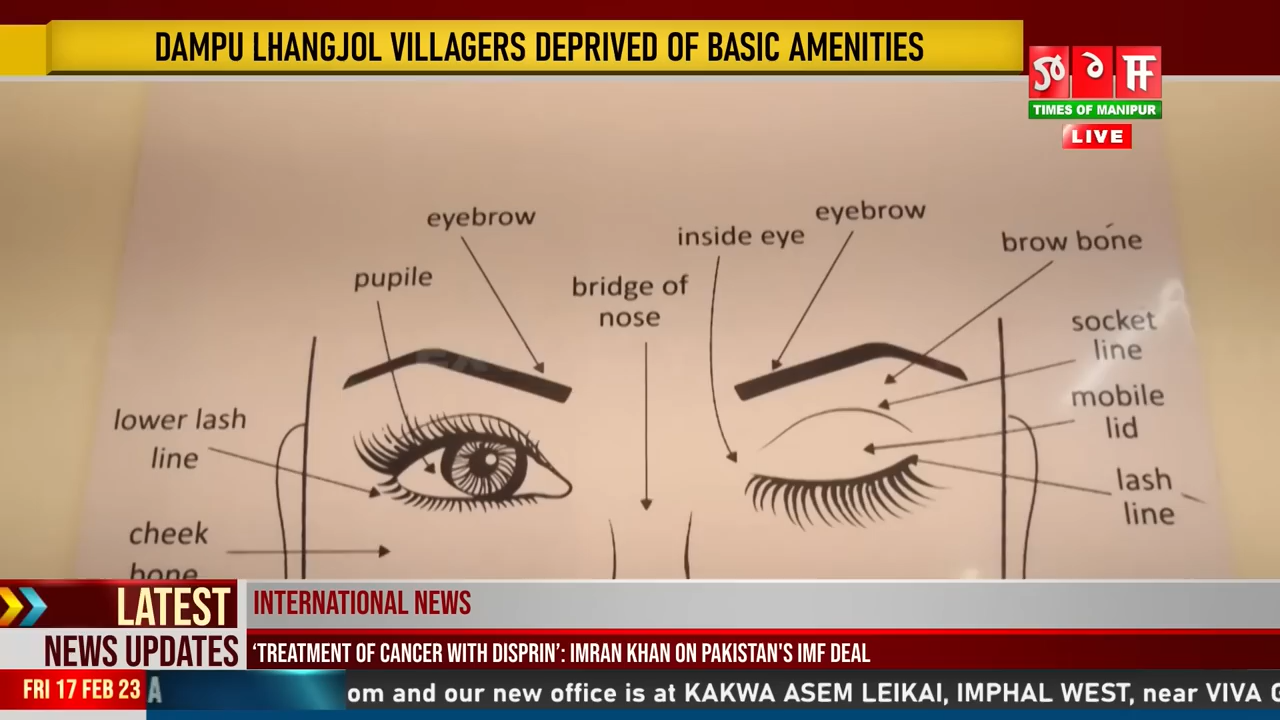 DAMPU LHANGJOL VILLAGERS DEPRIVED OF BASIC AMENITIES
TIMES OF MANIPUR
LIVE
eyebrow
eyebrow
inside eye
brow bone
pupile
bridge of
nose
socket
line
mobile
lid
lower lash
line
lash
line
cheek
bone
LATEST
NEWS UPDATES
INTERNATIONAL NEWS
‘TREATMENT OF CANCER WITH DISPRIN’: IMRAN KHAN ON PAKISTAN'S IMF DEAL
FRI 17 FEB 23
A om and our new office is at KAKWA ASEM LEIKAI, IMPHAL WEST, near VIVA